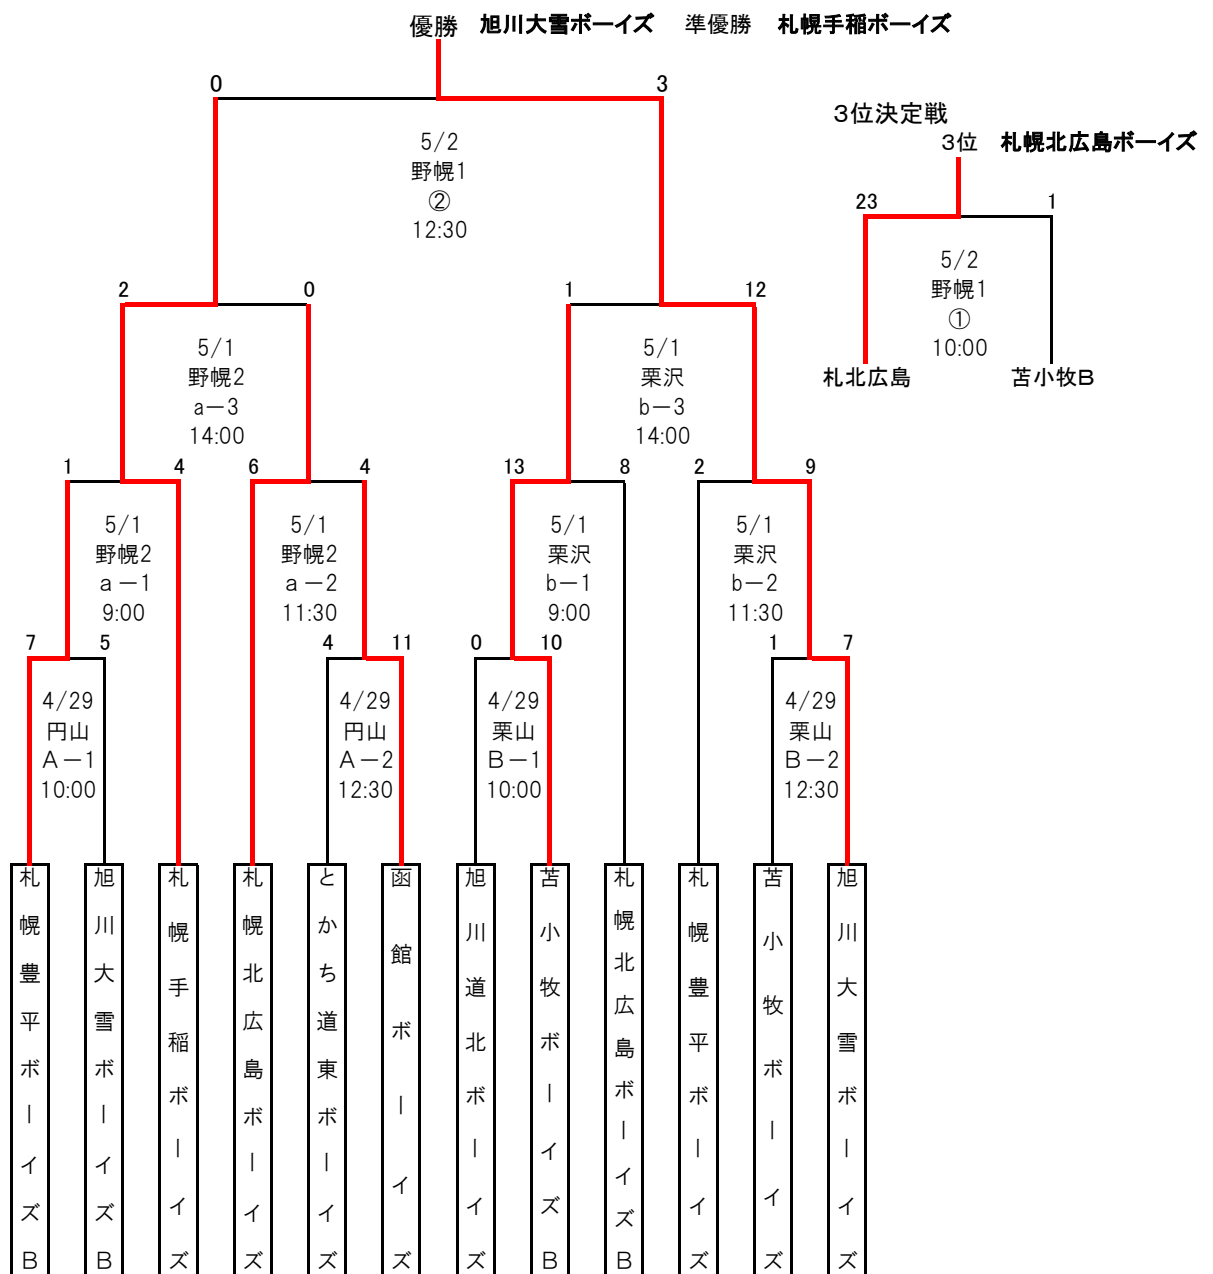 優勝 旭川大雪ボーイズ 準優勝 札幌手稲ボーイズ
0 3
3位決定戦
3位 札幌北広島ボーイズ
5/2
野幌1
②
12:30
23 1
5/2
野幌1
①
10:00
札北広島 苫小牧B
2 0 1 12
5/1
野幌2
a－3
14:00
5/1
栗沢
b－3
14:00
1 4 6 4 13 8 2 9
5/1
野幌2
a－1
9:00
5/1
野幌2
a－2
11:30
5/1
栗沢
b－1
9:00
5/1
栗沢
b－2
11:30
7 5 4 11 0 10 1 7
4/29
円山
A－1
10:00
4/29
円山
A－2
12:30
4/29
栗山
B－1
10:00
4/29
栗山
B－2
12:30
札幌豊平ボーイズB
旭川大雪ボーイズB
札幌手稲ボーイズ
札幌北広島ボーイズ
とかち道東ボーイズ
函館ボーイズ
旭川道北ボーイズ
苫小牧ボーイズB
札幌北広島ボーイズB
札幌豊平ボーイズ
苫小牧ボーイズ
旭川大雪ボーイズ